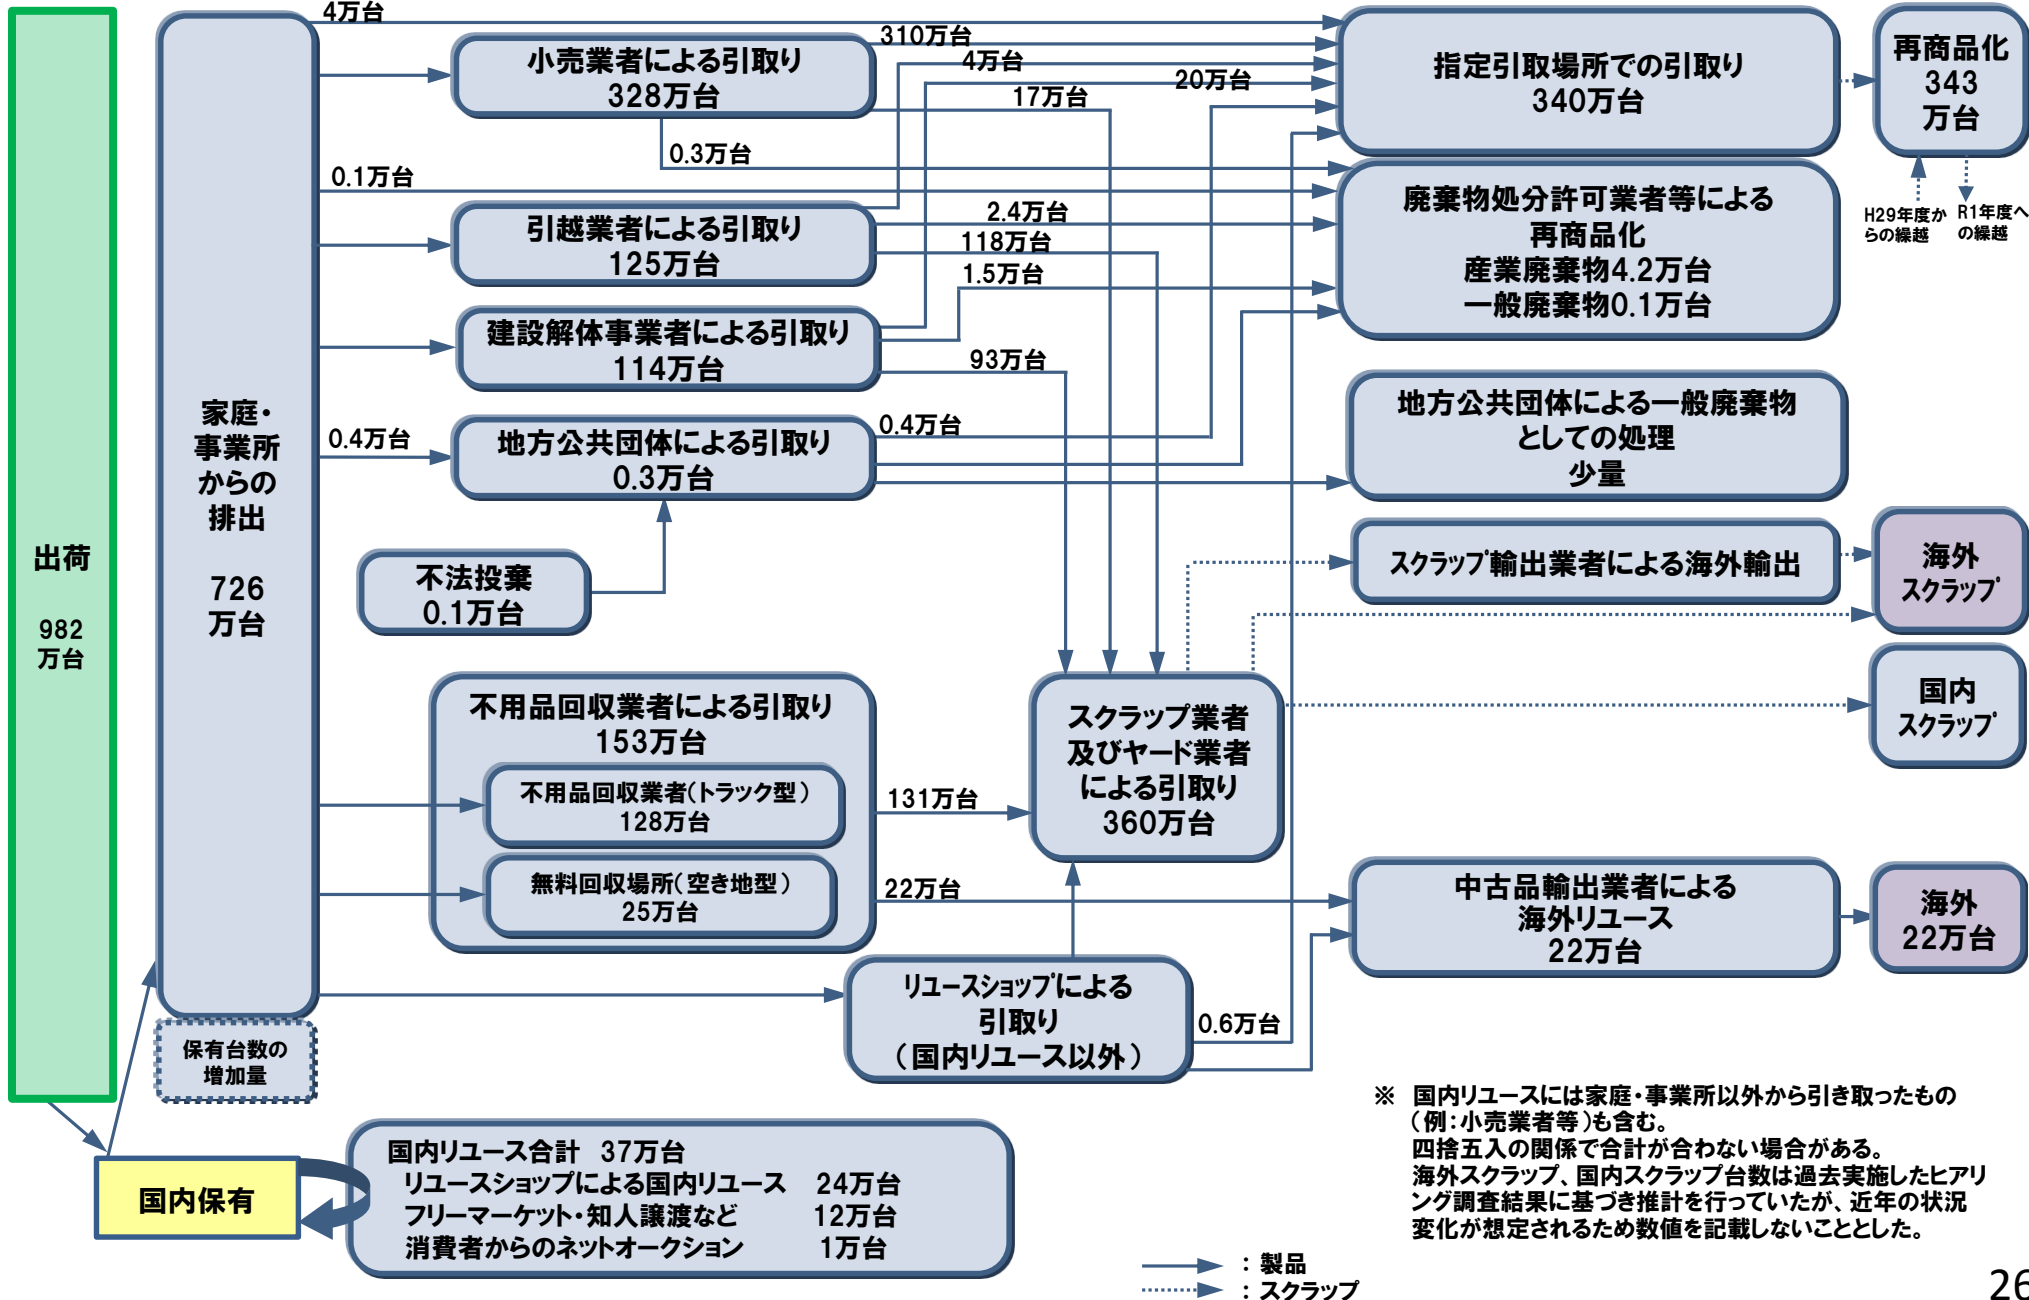 出荷
982
万台
家庭・
事業所
からの
排出
726
万台
保有台数の
増加量
国内保有
4万台
小売業者による引取り
328万台
310万台
4万台
20万台
17万台
0.3万台
0.1万台
引越業者による引取り
125万台
2.4万台
118万台
1.5万台
建設解体事業者による引取り
114万台
93万台
0.4万台
地方公共団体による引取り
0.3万台
0.4万台
不法投棄
0.1万台
不用品回収業者による引取り
153万台
不用品回収業者(トラック型)
128万台
無料回収場所(空き地型)
25万台
131万台
22万台
スクラップ業者
及びヤード業者
による引取り
360万台
リユースショップによる
引取り
(国内リユース以外)
0.6万台
指定引取場所での引取り
340万台
再商品化
343
万台
H29年度か
らの繰越
R1年度へ
の繰越
廃棄物処分許可業者等による
再商品化
産業廃棄物4.2万台
一般廃棄物0.1万台
地方公共団体による一般廃棄物
としての処理
少量
スクラップ輸出業者による海外輸出
海外
スクラップ
国内
スクラップ
中古品輸出業者による
海外リユース
22万台
海外
22万台
国内リユース合計 37万台
リユースショップによる国内リユース 24万台
フリーマーケット・知人譲渡など 12万台
消費者からのネットオークション 1万台
※ 国内リユースには家庭・事業所以外から引き取ったもの
(例:小売業者等)も含む。
四捨五入の関係で合計が合わない場合がある。
海外スクラップ、国内スクラップ台数は過去実施したヒアリ
ング調査結果に基づき推計を行っていたが、近年の状況
変化が想定されるため数値を記載しないこととした。
:製品
:スクラップ
26